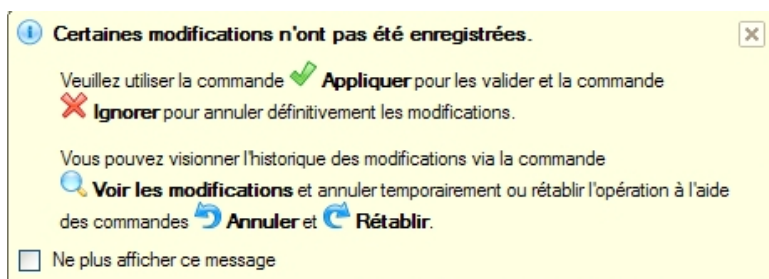 Certaines modifications n'ont pas été enregistrées.
Veuillez utiliser la commande Appliquer pour les valider et la commande
Ignorer pour annuler définitivement les modifications.
Vous pouvez visionner l'historique des modifications via la commande
Voir les modifications et annuler temporairement ou rétablir l'opération à l'aide
des commandes Annuler et Rétablir.
Ne plus afficher ce message